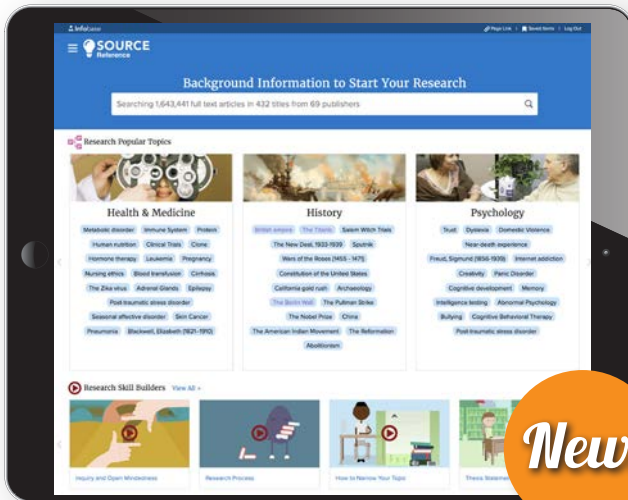 Infobase
Page Link | Saved Items | Log Out
SOURCE
Reference
Background Information to Start Your Research
Searching 1,643,441 full text articles in 432 titles from 69 publishers
Research Popular Topics
Health & Medicine
Metabolic disorder Immune System Protein
Human nutrition Clinical Trials Clone
Hormone therapy Leukemia Pregnancy
Nursing ethics Blood transfusion Cirrhosis
The Zika virus Adrenal Glands Epilepsy
Post-traumatic stress disorder
Seasonal affective disorder Skin Cancer
Pneumonia Blackwell, Elizabeth (1821-1910)
History
British empire The Titanic Salem Witch Trials
The New Deal, 1933-1939 Sputnik
Wars of the Roses (1455 - 1471)
Constitution of the United States
California gold rush Archaeology
The Berlin Wall The Pullman Strike
The Nobel Prize China
The American Indian Movement The Reformation
Abolitionism
Psychology
Trust Dyslexia Domestic Violence
Near-death experience
Freud, Sigmund (1856-1939) Internet addiction
Creativity Panic Disorder
Cognitive development Memory
Intelligence testing Abnormal Psychology
Bullying Cognitive Behavioral Therapy
Post-traumatic stress disorder
Research Skill Builders View All »
Inquiry and Open Mindedness
Research Process
How to Narrow Your Topic
Thesis Statement
New